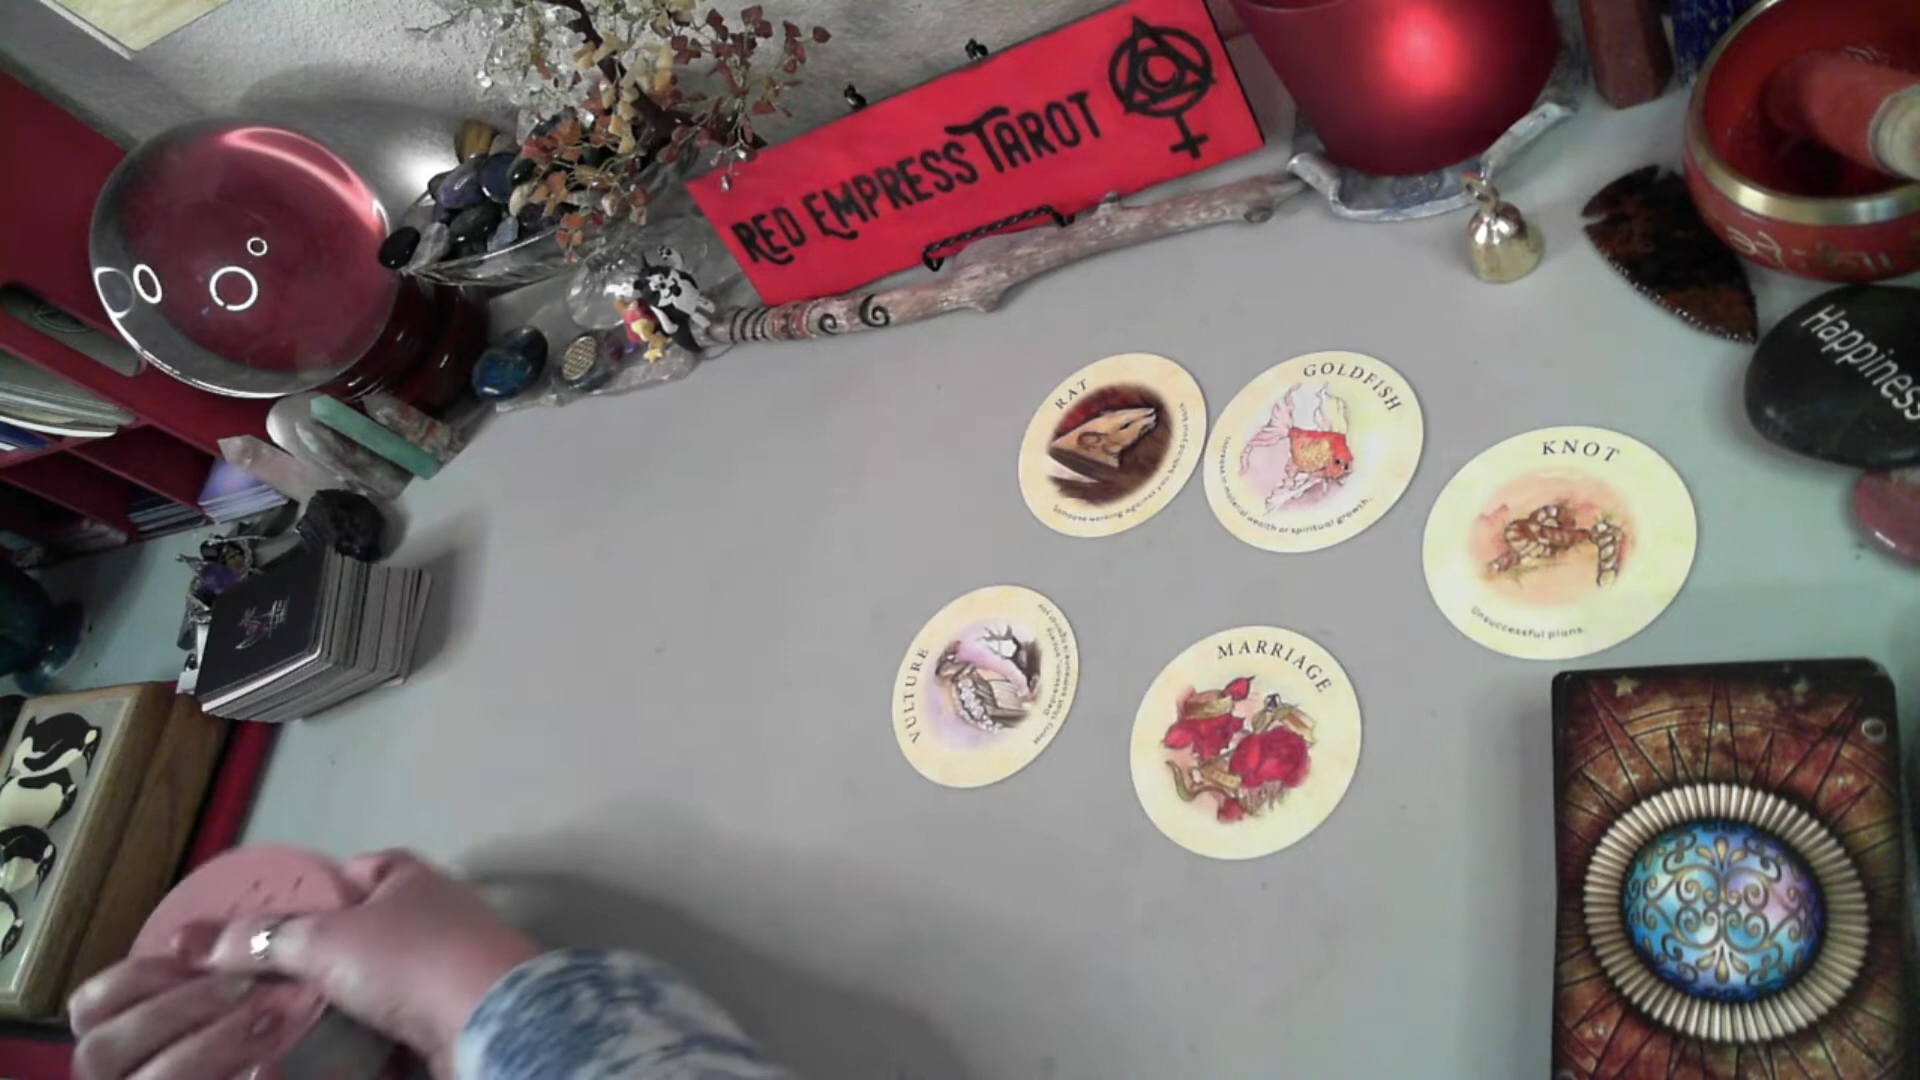 RED EMPRESS TAROT
RAT
Someone working against you behind your back
GOLDFISH
Increase in material wealth or spiritual growth.
KNOT
Unsuccessful plans.
VULTURE
MARRIAGE
Happiness